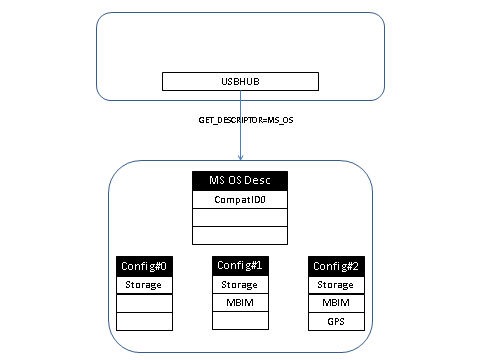 USBHUB
GET_DESCRIPTOR=MS_OS
MS OS Desc
CompatID0
Config#0
Storage
Config#1
Storage
MBIM
Config#2
Storage
MBIM
GPS